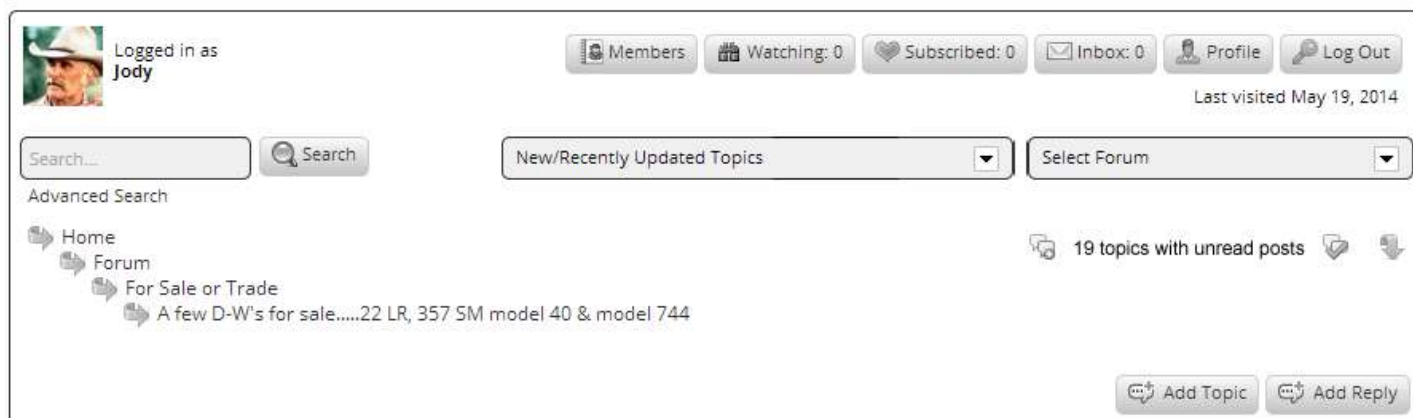 Logged in as
Jody
Members
Watching: 0
Subscribed: 0
Inbox: 0
Profile
Log Out
Last visited May 19, 2014
Search...
Search
New/Recently Updated Topics
Select Forum
Advanced Search
Home
19 topics with unread posts
Forum
For Sale or Trade
A few D-W's for sale.....22 LR, 357 SM model 40 & model 744
Add Topic
Add Reply